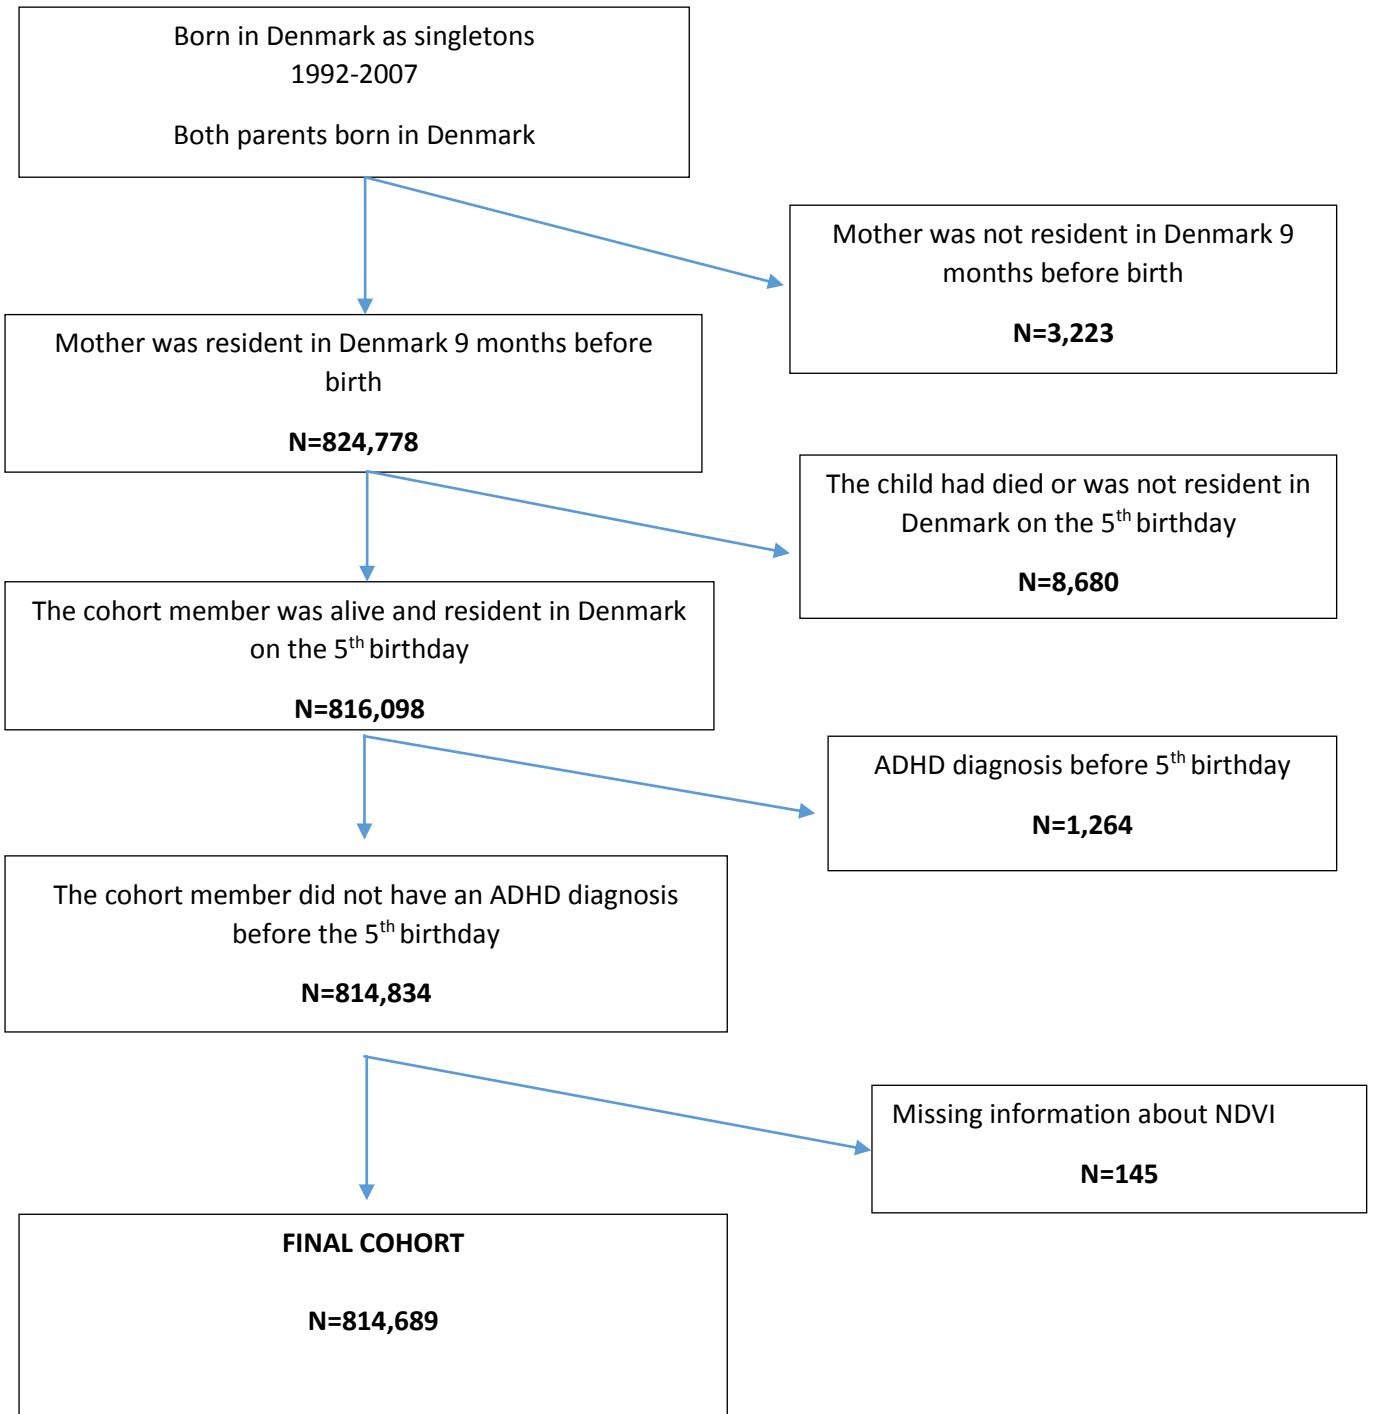 Born in Denmark as singletons
1992-2007
Both parents born in Denmark
Mother was not resident in Denmark 9
months before birth
N=3,223
Mother was resident in Denmark 9 months before
birth
N=824,778
The child had died or was not resident in
Denmark on the 5th birthday
N=8,680
The cohort member was alive and resident in Denmark
on the 5th birthday
N=816,098
ADHD diagnosis before 5th birthday
N=1,264
The cohort member did not have an ADHD diagnosis
before the 5th birthday
N=814,834
Missing information about NDVI
N=145
FINAL COHORT
N=814,689